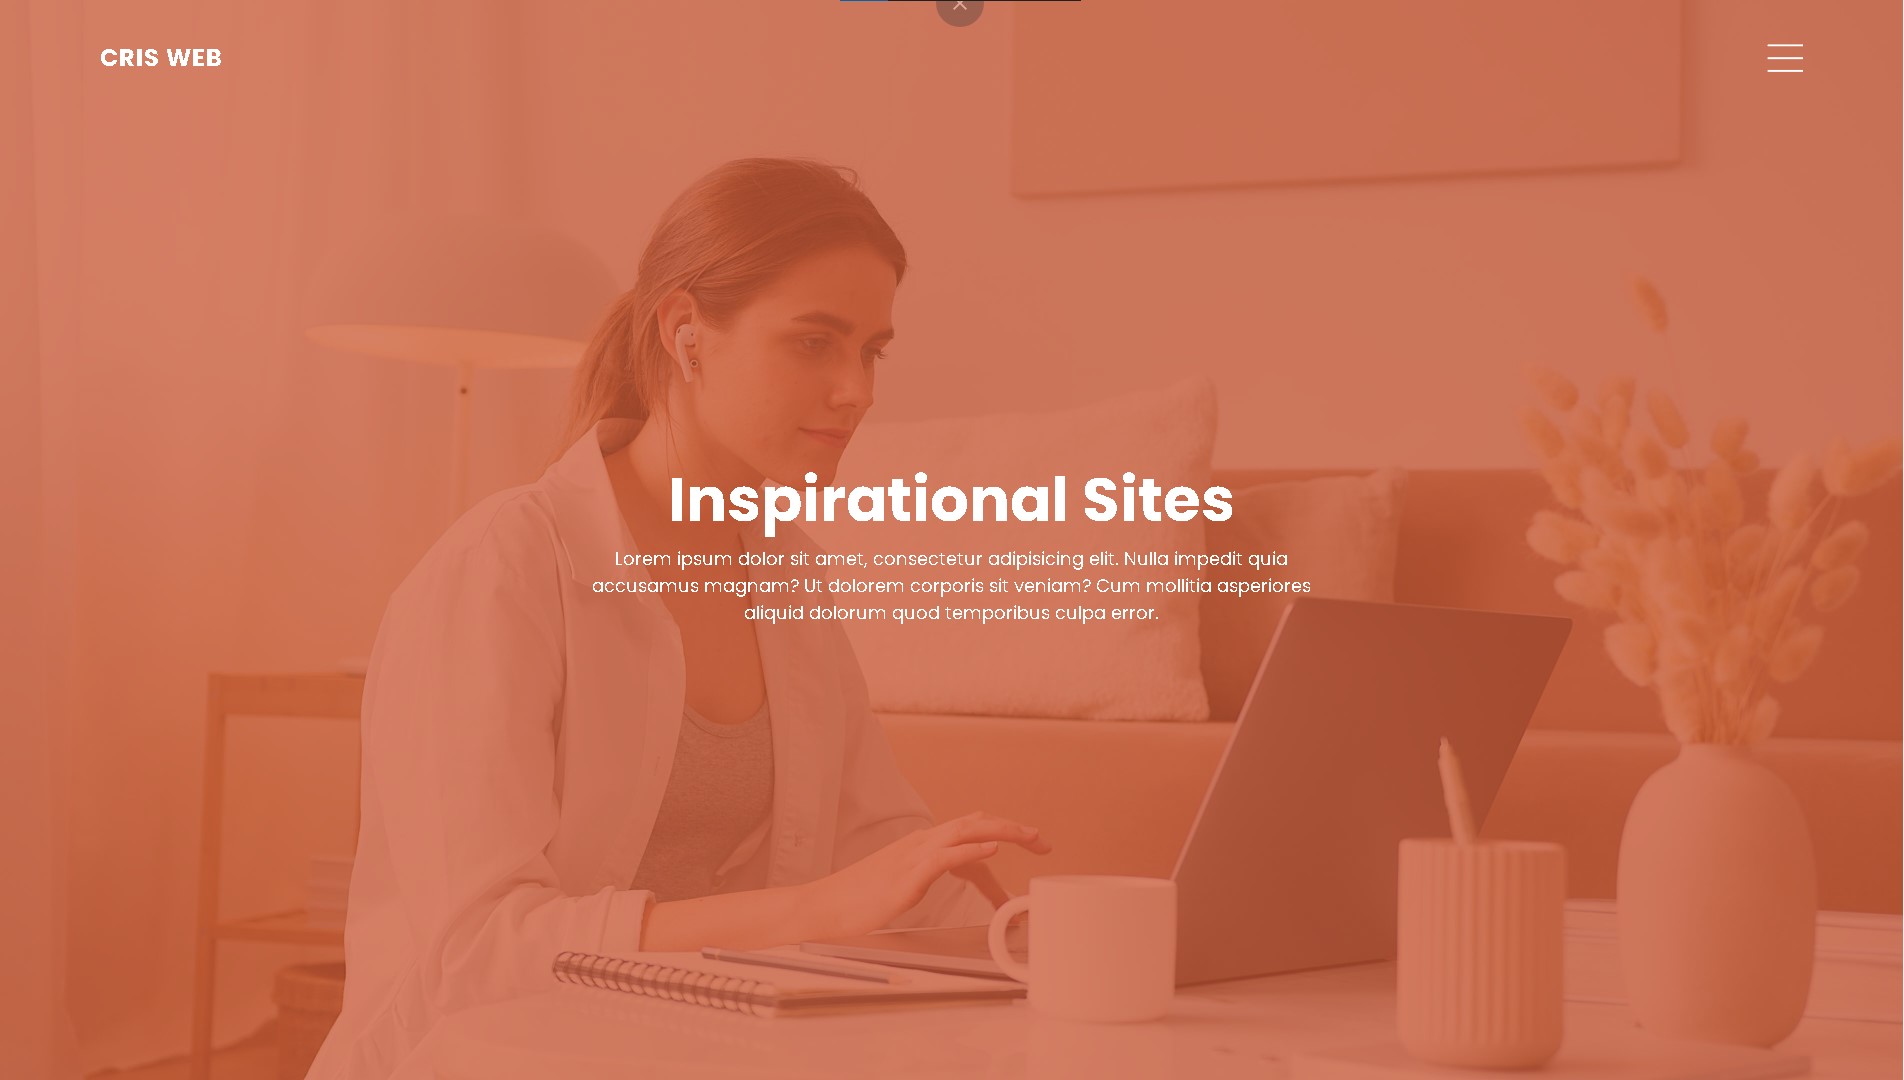 CRIS WEB
Inspirational Sites
Lorem ipsum dolor sit amet, consectetur adipisicing elit. Nulla impedit quia
accusamus magnam? Ut dolorem corporis sit veniam? Cum mollitia asperiores
aliquid dolorum quod temporibus culpa error.